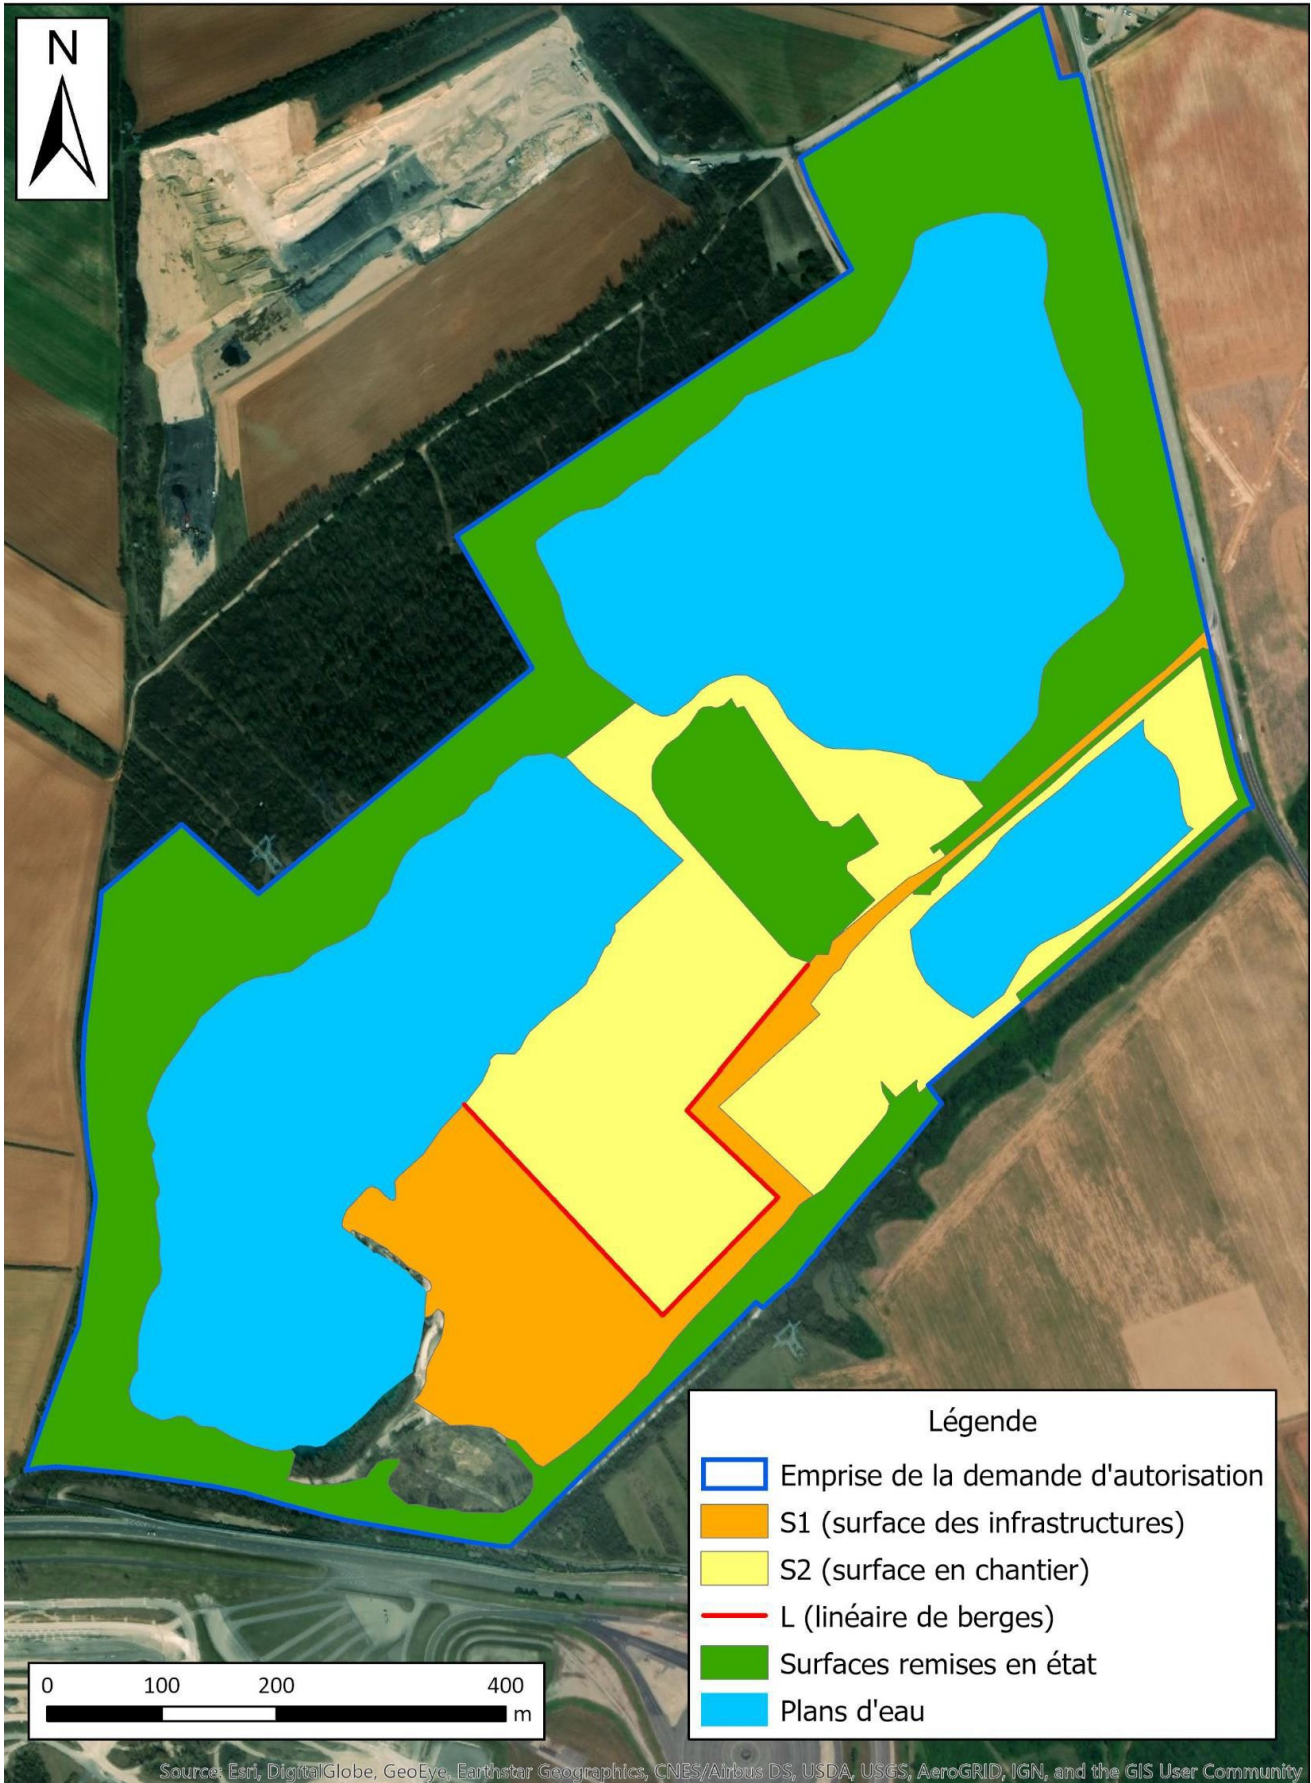 N
Légende
Emprise de la demande d'autorisation
S1 (surface des infrastructures)
S2 (surface en chantier)
L (linéaire de berges)
Surfaces remises en état
Plans d'eau
0 100 200 400
m
Source: Esri, DigitalGlobe, GeoEye, Earthstar Geographics, CNES/Airbus DS, USDA, USGS, AeroGRID, IGN, and the GIS User Community